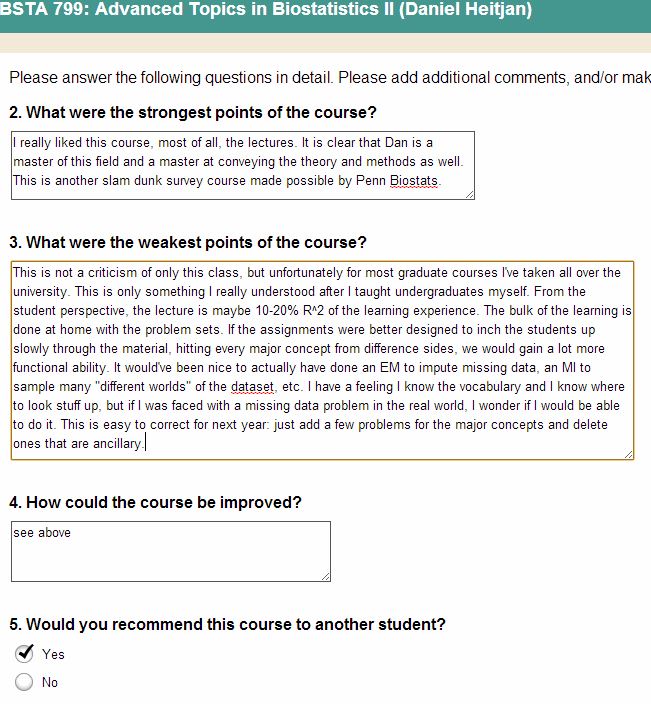 BSTA 799: Advanced Topics in Biostatistics II (Daniel Heitjan)
Please answer the following questions in detail. Please add additional comments, and/or mak
2. What were the strongest points of the course?
I really liked this course, most of all, the lectures. It is clear that Dan is a
master of this field and a master at conveying the theory and methods as well.
This is another slam dunk survey course made possible by Penn Biostats.
3. What were the weakest points of the course?
This is not a criticism of only this class, but unfortunately for most graduate courses I've taken all over the
university. This is only something I really understood after I taught undergraduates myself. From the
student perspective, the lecture is maybe 10-20% R^2 of the learning experience. The bulk of the learning is
done at home with the problem sets. If the assignments were better designed to inch the students up
slowly through the material, hitting every major concept from difference sides, we would gain a lot more
functional ability. It would've been nice to actually have done an EM to impute missing data, an MI to
sample many "different worlds" of the dataset, etc. I have a feeling I know the vocabulary and I know where
to look stuff up, but if I was faced with a missing data problem in the real world, I wonder if I would be able
to do it. This is easy to correct for next year: just add a few problems for the major concepts and delete
ones that are ancillary.
4. How could the course be improved?
see above
5. Would you recommend this course to another student?
Yes
No